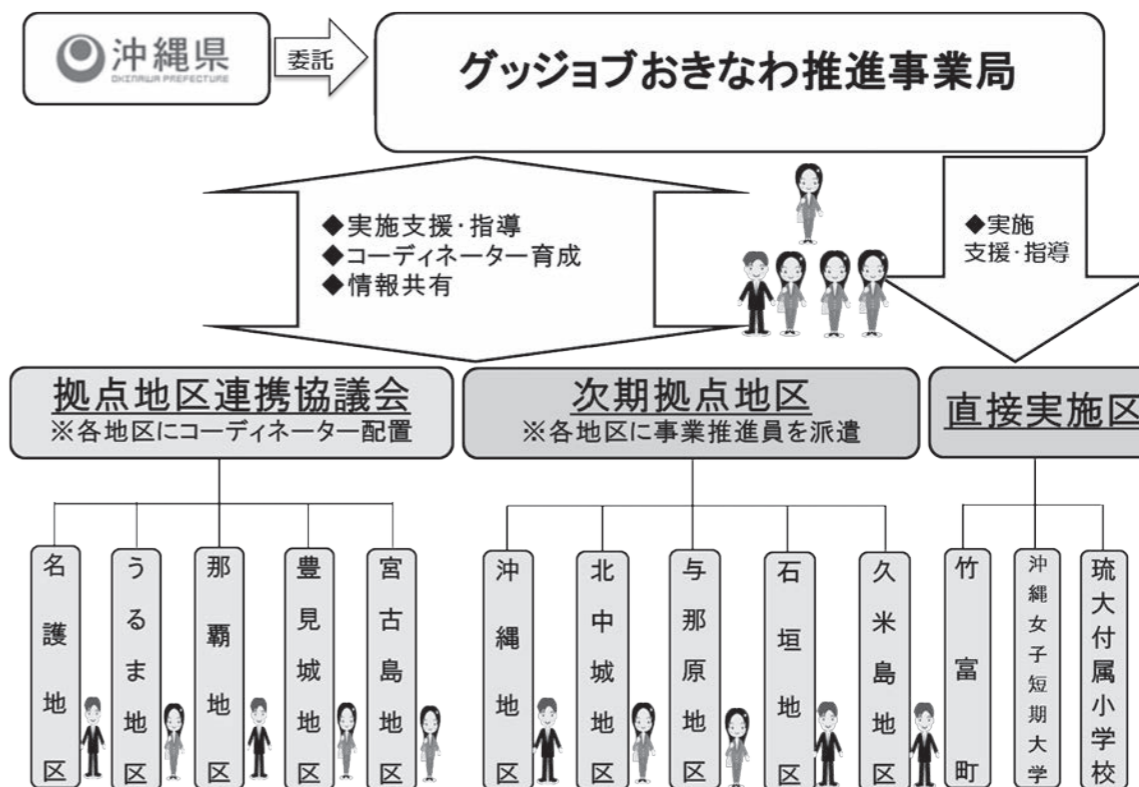 沖縄県
OKINAWA PREFECTURE
委託
グッジョブおきなわ推進事業局
◆実施支援・指導
◆コーディネーター育成
◆情報共有
◆実施
支援・指導
拠点地区連携協議会
※各地区にコーディネーター配置
次期拠点地区
※各地区に事業推進員を派遣
直接実施区
名護地区
うるま地区
那覇地区
豊見城地区
宮古島地区
沖縄地区
北中城地区
与那原地区
石垣地区
久米島地区
竹富町
沖縄女子短期大学
琉大付属小学校